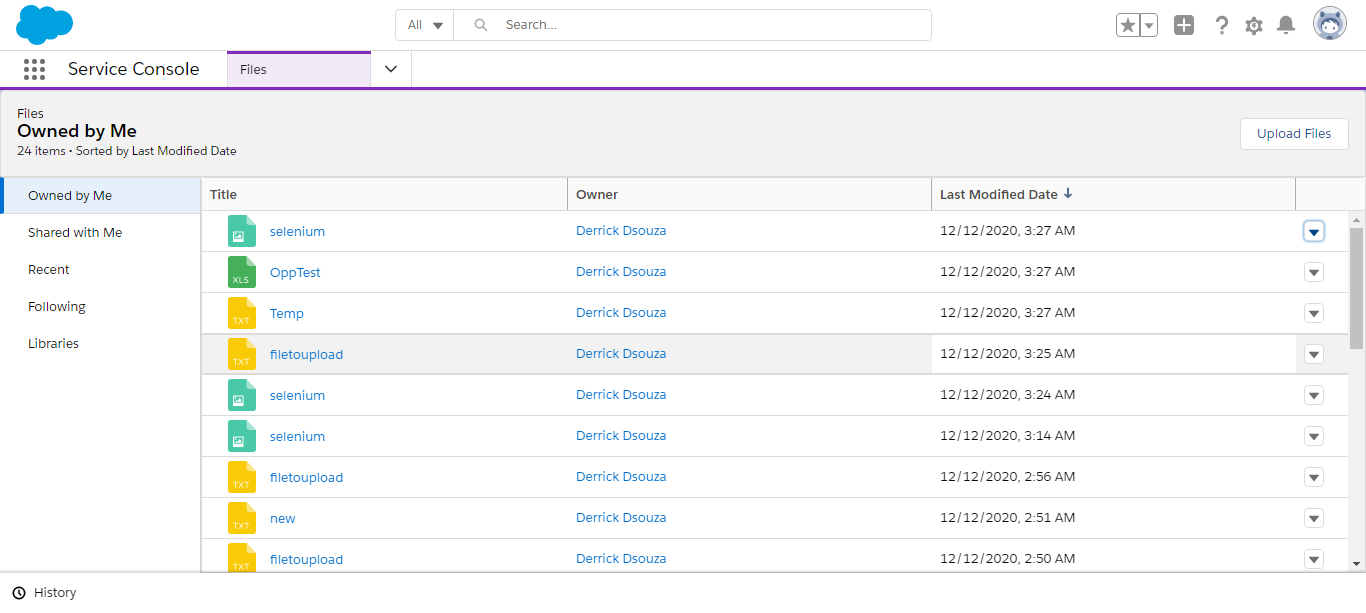 All Search...
Service Console Files
Files
Owned by Me
24 items • Sorted by Last Modified Date
Upload Files
Owned by Me
Shared with Me
Recent
Following
Libraries
Title Owner Last Modified Date
selenium Derrick Dsouza 12/12/2020, 3:27 AM
XLS OppTest Derrick Dsouza 12/12/2020, 3:27 AM
TXT Temp Derrick Dsouza 12/12/2020, 3:27 AM
TXT filetoupload Derrick Dsouza 12/12/2020, 3:25 AM
selenium Derrick Dsouza 12/12/2020, 3:24 AM
selenium Derrick Dsouza 12/12/2020, 3:14 AM
TXT filetoupload Derrick Dsouza 12/12/2020, 2:56 AM
TXT new Derrick Dsouza 12/12/2020, 2:51 AM
TXT filetoupload Derrick Dsouza 12/12/2020, 2:50 AM
History